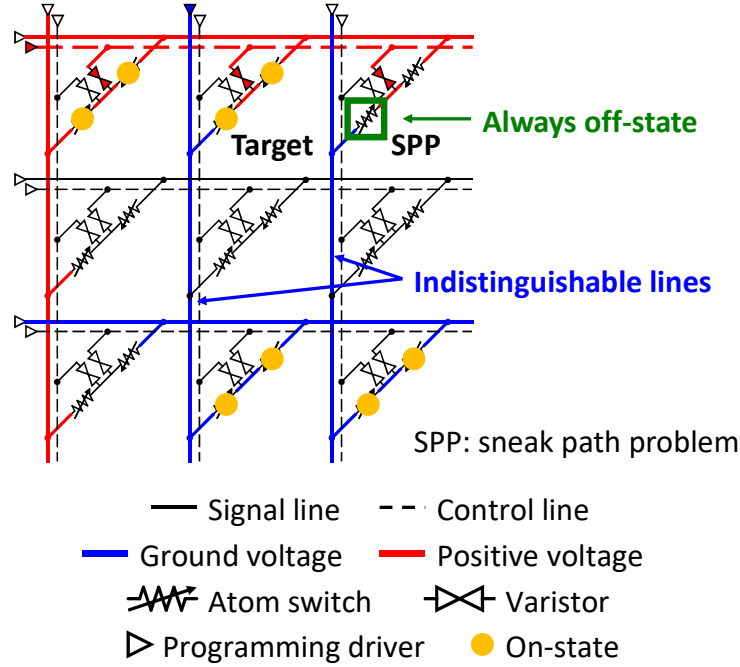 Always off-state
Target
SPP
Indistinguishable lines
SPP: sneak path problem
Signal line
Control line
Ground voltage
Positive voltage
Atom switch
Varistor
Programming driver
On-state